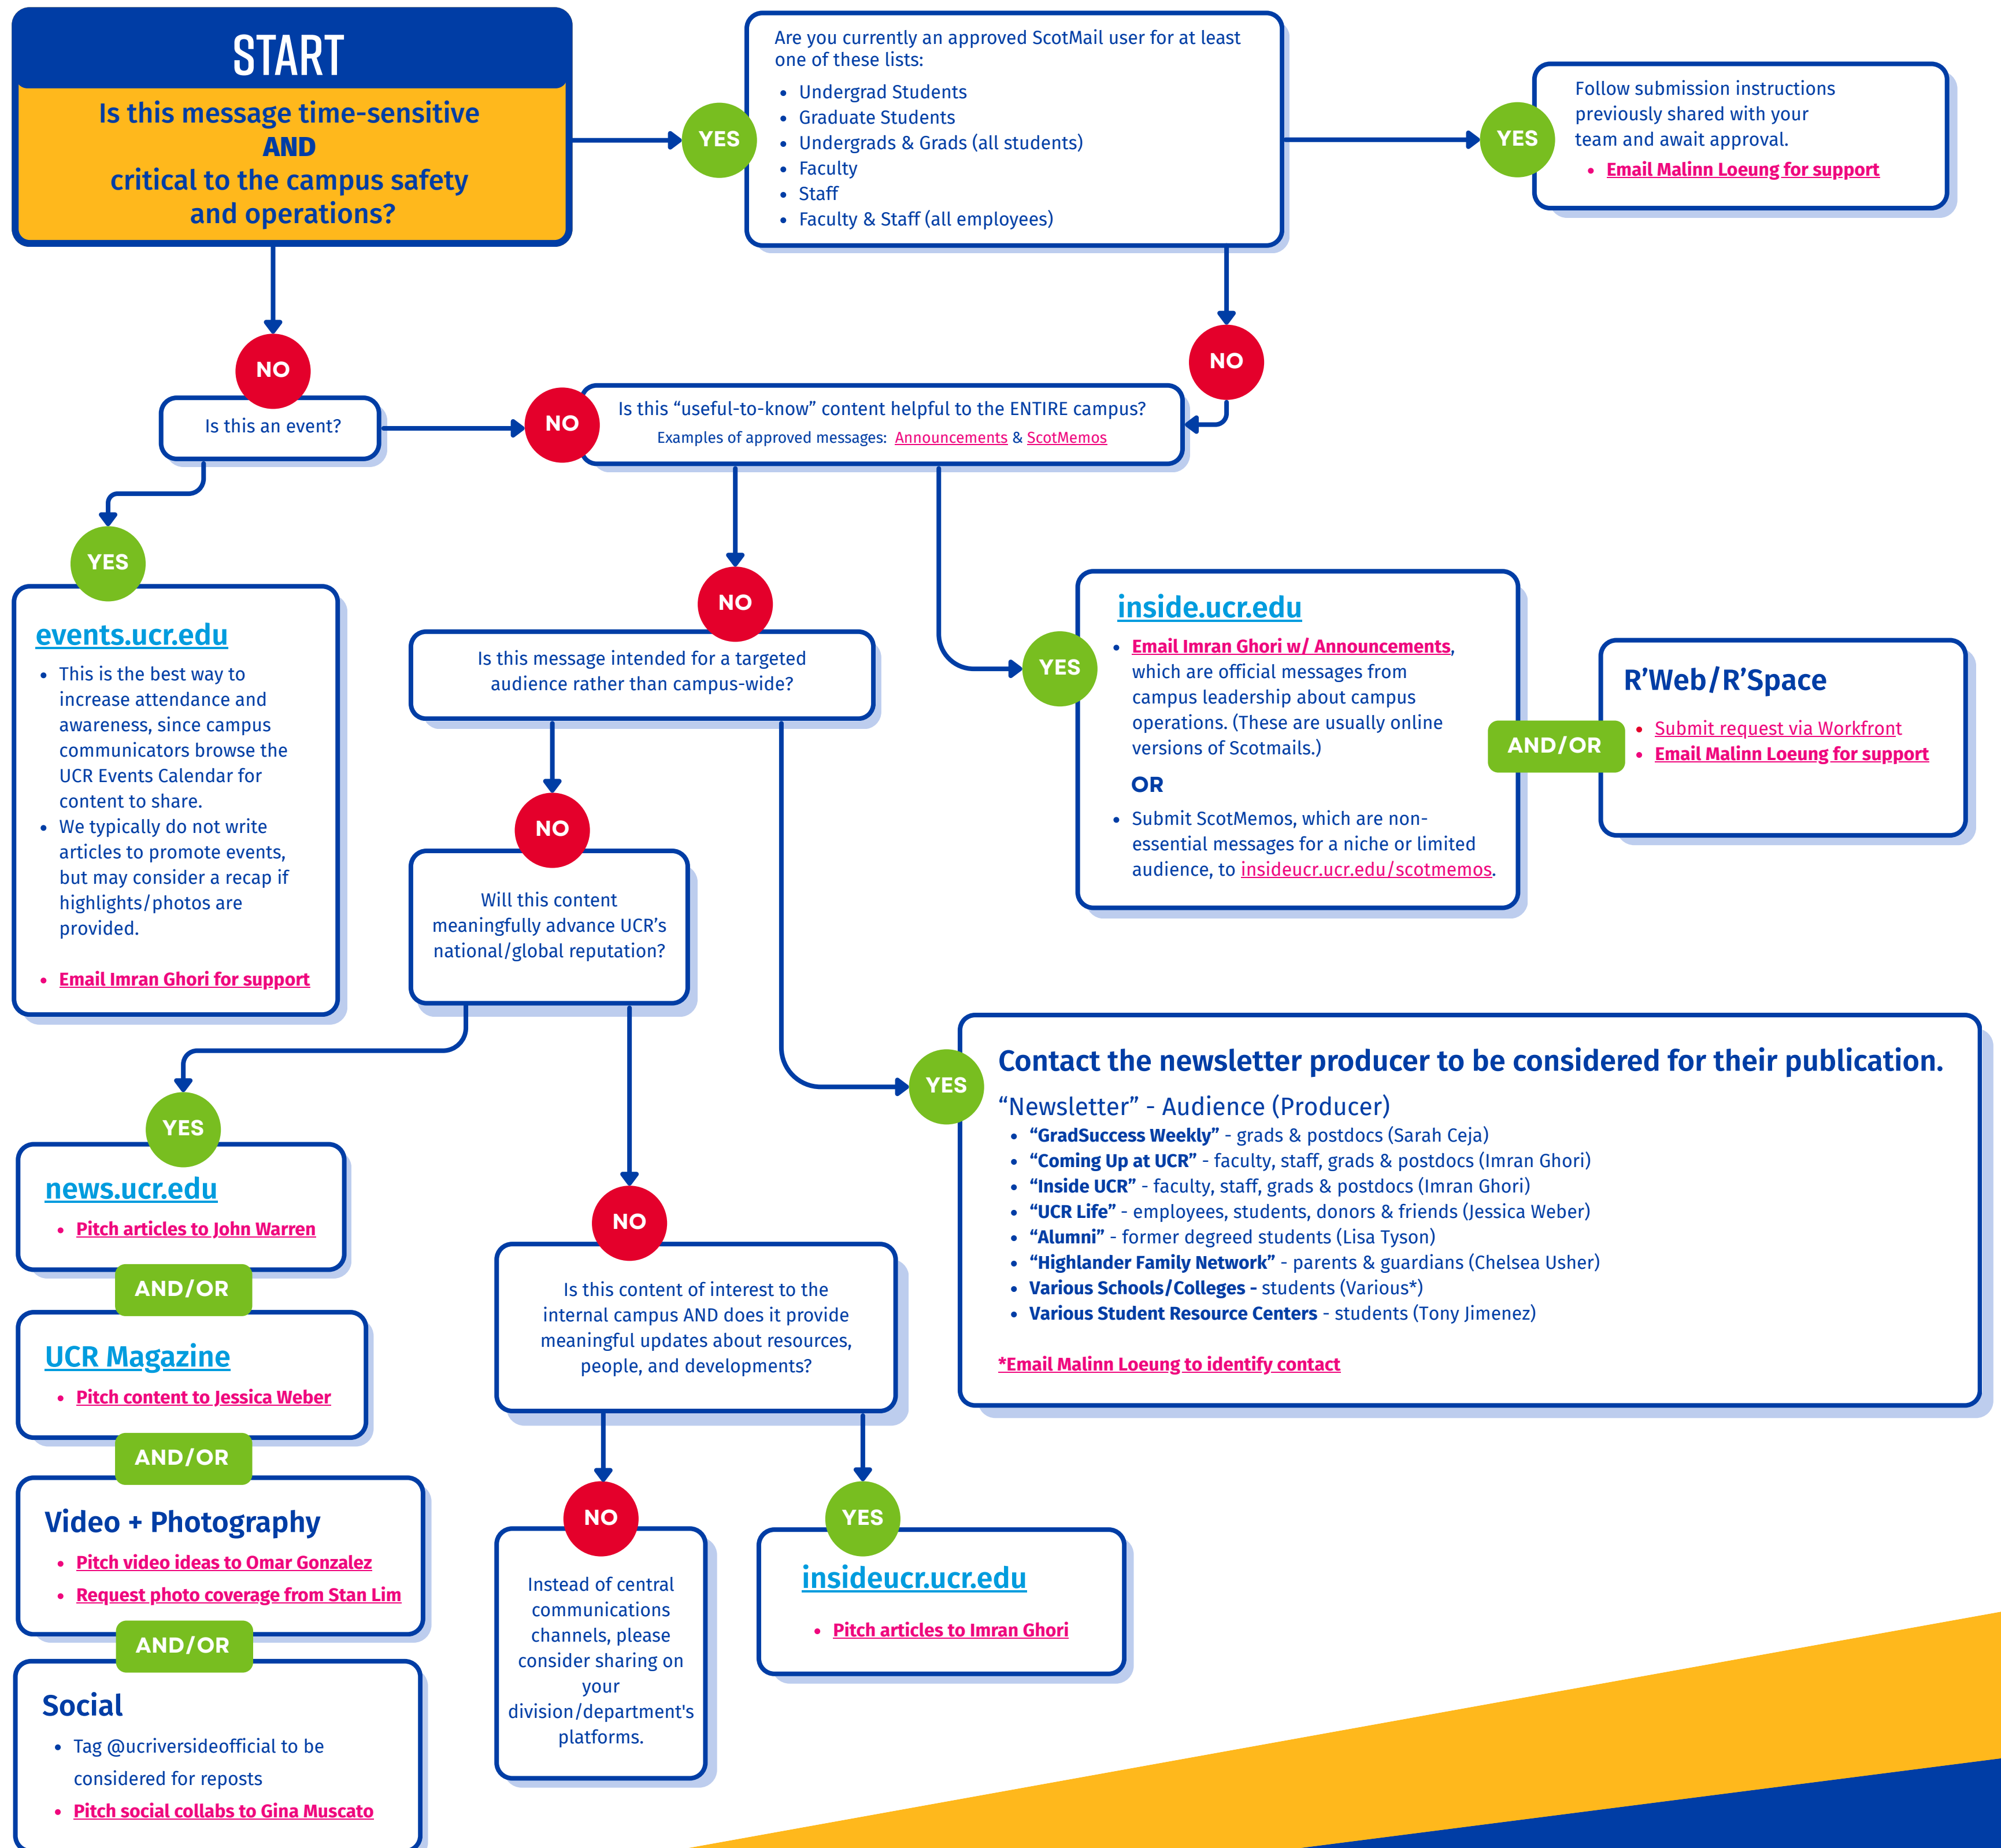 START
Is this message time-sensitive
AND
critical to the campus safety
and operations?
YES
Are you currently an approved ScotMail user for at least
one of these lists:
• Undergrad Students
• Graduate Students
• Undergrads & Grads (all students)
• Faculty
• Staff
• Faculty & Staff (all employees)
YES
Follow submission instructions
previously shared with your
team and await approval.
• Email Malinn Loeung for support
NO
Is this an event?
NO
NO
Is this “useful-to-know” content helpful to the ENTIRE campus?
Examples of approved messages: Announcements & ScotMemos
YES
events.ucr.edu
• This is the best way to
increase attendance and
awareness, since campus
communicators browse the
UCR Events Calendar for
content to share.
• We typically do not write
articles to promote events,
but may consider a recap if
highlights/photos are
provided.
• Email Imran Ghori for support
NO
Is this message intended for a targeted
audience rather than campus-wide?
YES
inside.ucr.edu
• Email Imran Ghori w/ Announcements,
which are official messages from
campus leadership about campus
operations. (These are usually online
versions of Scotmails.)
OR
• Submit ScotMemos, which are non-
essential messages for a niche or limited
audience, to insideucr.ucr.edu/scotmemos.
AND/OR
R’Web/R’Space
• Submit request via Workfront
• Email Malinn Loeung for support
NO
Will this content
meaningfully advance UCR’s
national/global reputation?
YES
Contact the newsletter producer to be considered for their publication.
“Newsletter” - Audience (Producer)
• “GradSuccess Weekly” - grads & postdocs (Sarah Ceja)
• “Coming Up at UCR” - faculty, staff, grads & postdocs (Imran Ghori)
• “Inside UCR” - faculty, staff, grads & postdocs (Imran Ghori)
• “UCR Life” - employees, students, donors & friends (Jessica Weber)
• “Alumni” - former degreed students (Lisa Tyson)
• “Highlander Family Network” - parents & guardians (Chelsea Usher)
• Various Schools/Colleges - students (Various*)
• Various Student Resource Centers - students (Tony Jimenez)
*Email Malinn Loeung to identify contact
YES
news.ucr.edu
• Pitch articles to John Warren
AND/OR
UCR Magazine
• Pitch content to Jessica Weber
AND/OR
Video + Photography
• Pitch video ideas to Omar Gonzalez
• Request photo coverage from Stan Lim
AND/OR
Social
• Tag @ucriversideofficial to be
considered for reposts
• Pitch social collabs to Gina Muscato
NO
Is this content of interest to the
internal campus AND does it provide
meaningful updates about resources,
people, and developments?
NO
Instead of central
communications
channels, please
consider sharing on
your
division/department's
platforms.
YES
insideucr.ucr.edu
• Pitch articles to Imran Ghori